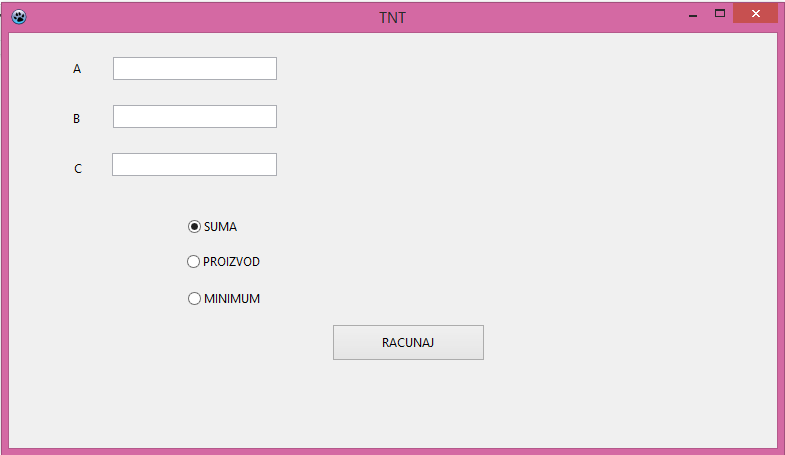 TNT
A
B
C
SUMA
PROIZVOD
MINIMUM
RACUNAJ